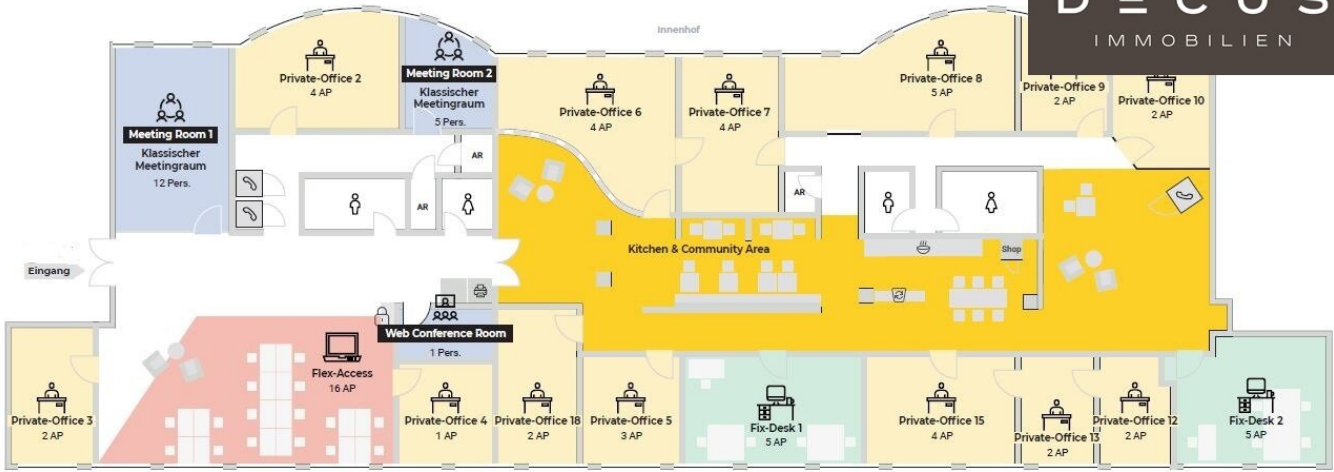 DECUS
IMMOBILIEN
Innenhof
Private-Office 2
4 AP
Meeting Room 2
Klassischer
Meetingraum
5 Pers.
Meeting Room 1
Klassischer
Meetingraum
12 Pers.
Private-Office 6
4 AP
Private-Office 7
4 AP
Private-Office 8
5 AP
Private-Office 9
2 AP
Private-Office 10
2 AP
AR
AR
AR
Kitchen & Community Area
Shop
Eingang
Web Conference Room
1 Pers.
Flex-Access
16 AP
Private-Office 3
2 AP
Private-Office 4
1 AP
Private-Office 18
2 AP
Private-Office 5
3 AP
Fix-Desk 1
5 AP
Private-Office 15
4 AP
Private-Office 13
2 AP
Private-Office 12
2 AP
Fix-Desk 2
5 AP